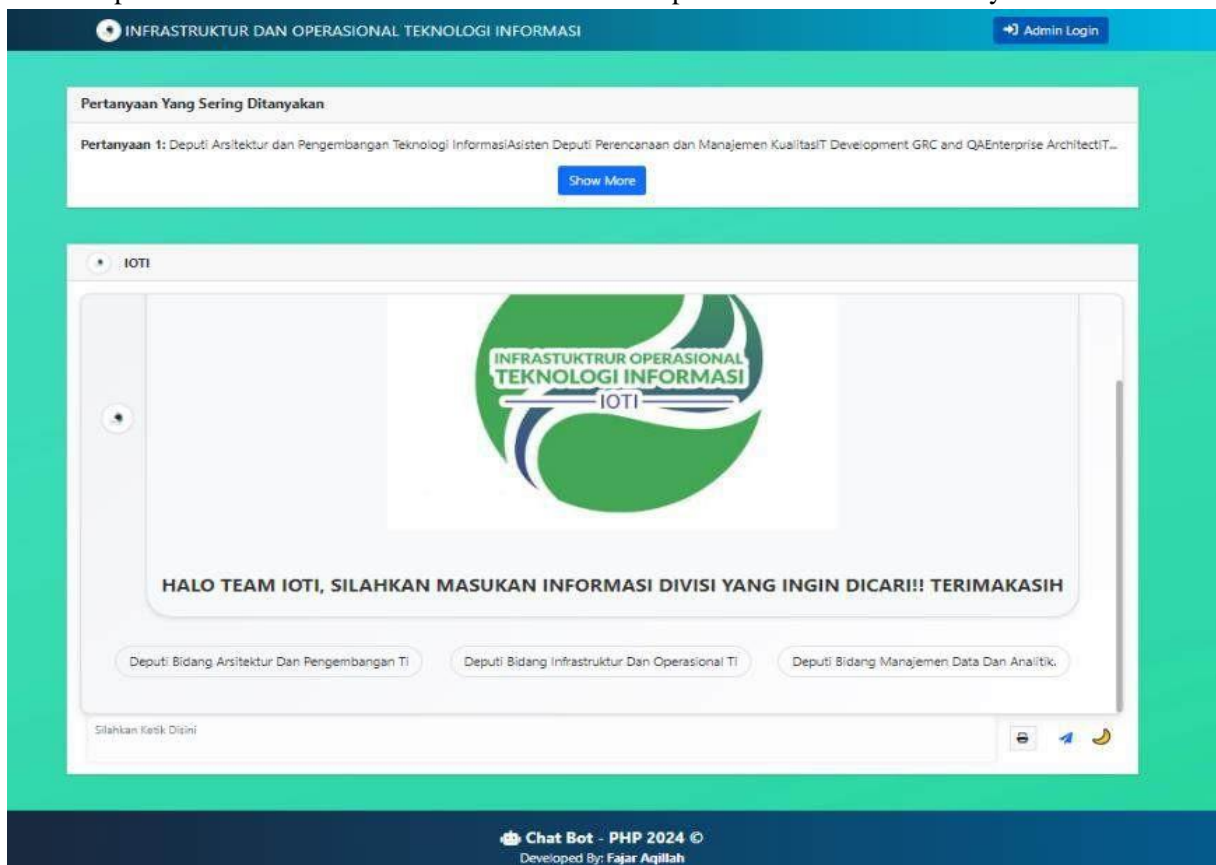 INFRASTRUKTUR DAN OPERASIONAL TEKNOLOGI INFORMASI
Admin Login
Pertanyaan Yang Sering Ditanyakan
Pertanyaan 1: Deputi Arsitektur dan Pengembangan Teknologi InformasiAsisten Deputi Perencanaan dan Manajemen KualitasIT Development GRC and QAEnterprise ArchitectIT...
Show More
IOTI
INFRASTUKTRUR OPERASIONAL
TEKNOLOGI INFORMASI
IOTI
HALO TEAM IOTI, SILAHKAN MASUKAN INFORMASI DIVISI YANG INGIN DICARI!! TERIMAKASIH
Deputi Bidang Arsitektur Dan Pengembangan TI
Deputi Bidang Infrastruktur Dan Operasional TI
Deputi Bidang Manajemen Data Dan Analitik.
Silahkan Ketik Disini
Chat Bot - PHP 2024 ©
Developed By: Fajar Aqillah